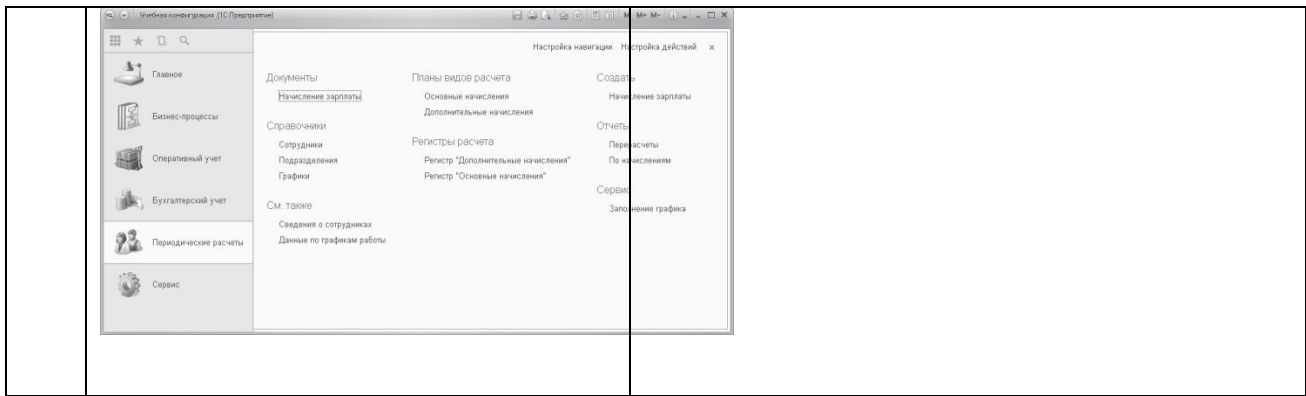 Учебная конфигурация (1С:Предприятие)
M M+ M-
Настройка навигации Настройка действий ×
Главное
Бизнес-процессы
Оперативный учет
Бухгалтерский учет
Периодические расчеты
Сервис
Документы
Начисление зарплаты
Справочники
Сотрудники
Подразделения
Графики
См. также
Сведения о сотрудниках
Данные по графикам работы
Планы видов расчета
Основные начисления
Дополнительные начисления
Регистры расчета
Регистр "Дополнительные начисления"
Регистр "Основные начисления"
Создать
Начисление зарплаты
Отчеты
Перерасчеты
По начислениям
Сервис
Заполнение графика